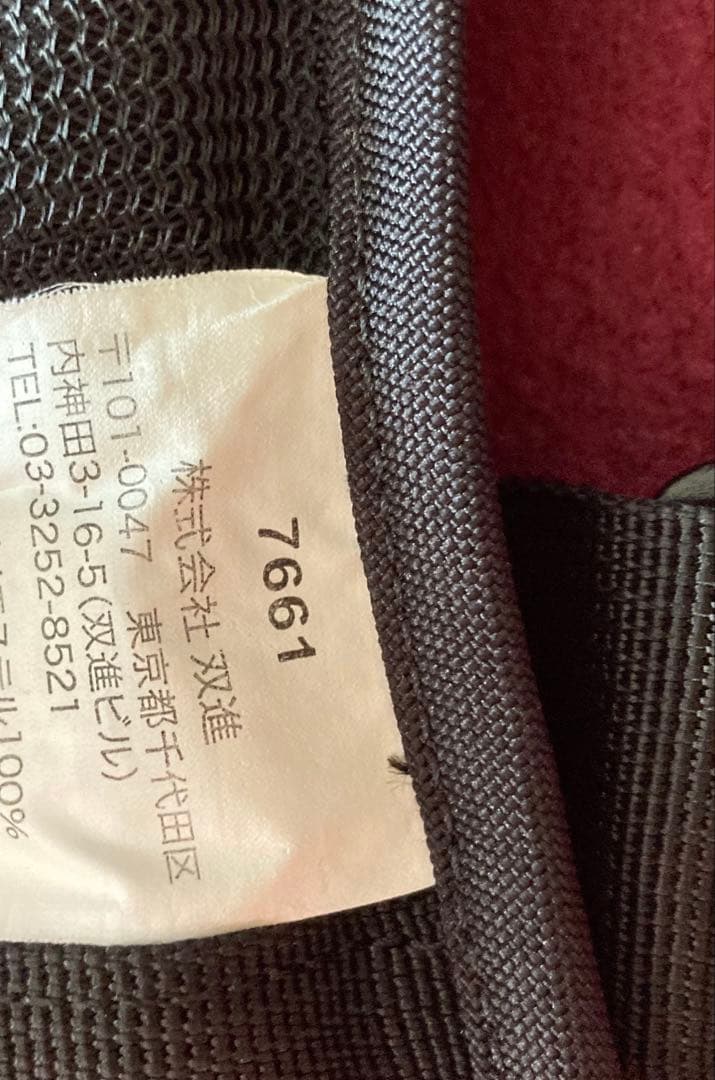 7661
株式会社 双進
〒101-0047 東京都千代田区
内神田3-16-5(双進ビル)
TEL:03-3252-8521
100%